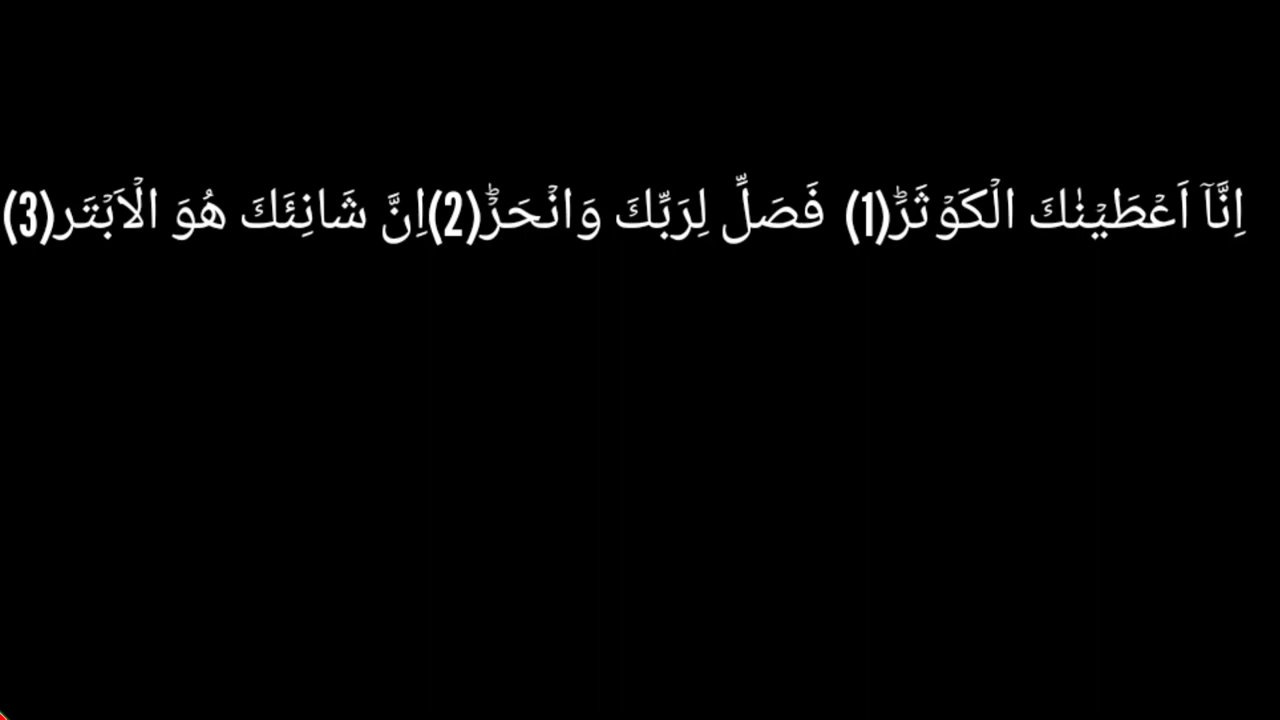 اِنَّآ اَعۡطَيۡنٰكَ الۡكَوۡثَرَؕ(1) فَصَلِّ لِرَبِّكَ وَانۡحَرۡؕ(2)اِنَّ شَانِئَكَ هُوَ الۡاَبۡتَر(3)